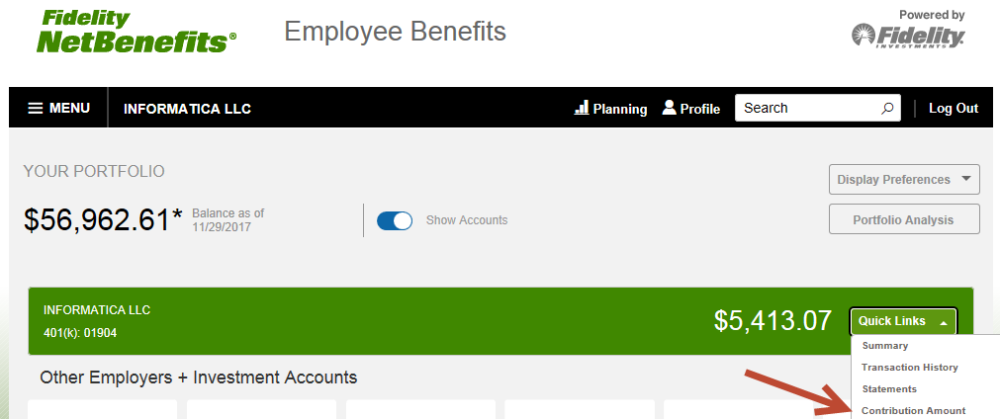 Fidelity
NetBenefits®
Employee Benefits
Powered by
Fidelity
INVESTMENTS
MENU
INFORMATICA LLC
Planning
Profile
Search
Log Out
YOUR PORTFOLIO
Display Preferences
$56,962.61*
Balance as of
11/29/2017
Show Accounts
Portfolio Analysis
INFORMATICA LLC
401(k): 01904
$5,413.07
Quick Links
Summary
Transaction History
Statements
Contribution Amount
Other Employers + Investment Accounts